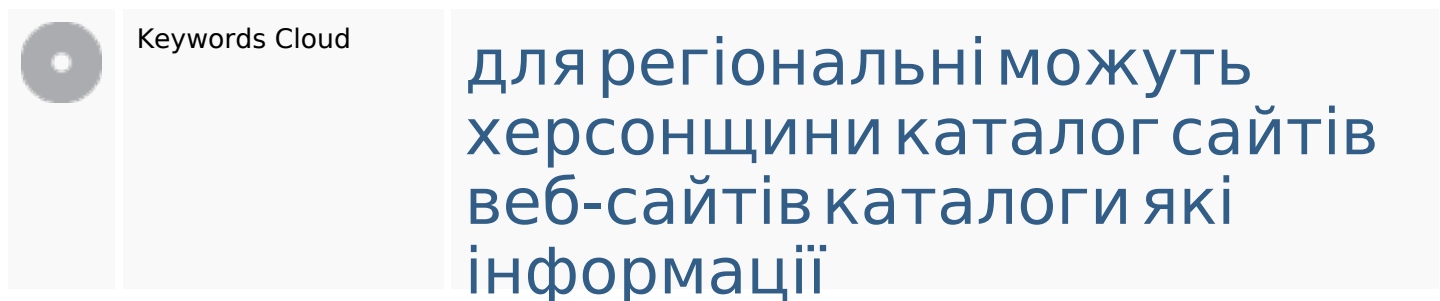 Keywords Cloud
для регіональні можуть
херсонщини каталог сайтів
веб-сайтів каталоги які
інформації